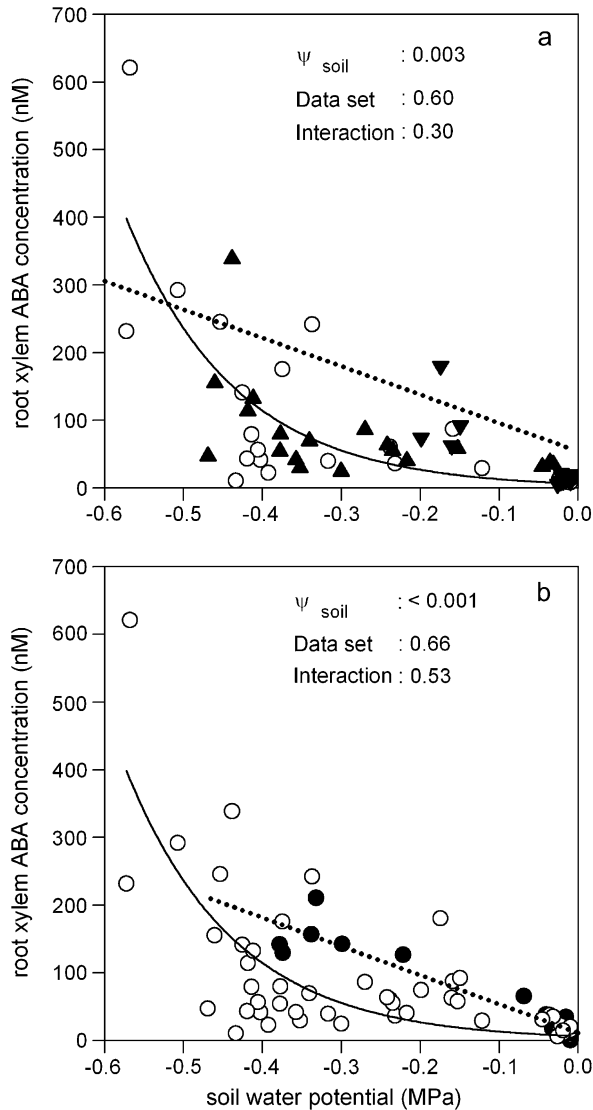 a
ψ soil : 0.003
Data set : 0.60
Interaction : 0.30
700
600
500
400
300
200
100
0
root xylem ABA concentration (nM)
-0.6 -0.5 -0.4 -0.3 -0.2 -0.1 0.0
b
ψ soil : < 0.001
Data set : 0.66
Interaction : 0.53
700
600
500
400
300
200
100
0
root xylem ABA concentration (nM)
-0.6 -0.5 -0.4 -0.3 -0.2 -0.1 0.0
soil water potential (MPa)